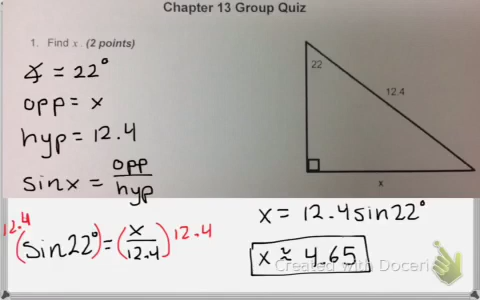 Chapter 13 Group Quiz
1. Find x. (2 points)
∡ = 22°
opp = x
hyp = 12.4
sinx = opp/hyp
12.4 (sin22°) = (x/12.4) 12.4
22
12.4
x
x = 12.4sin22°
x ≈ 4.65
Created with Doceri